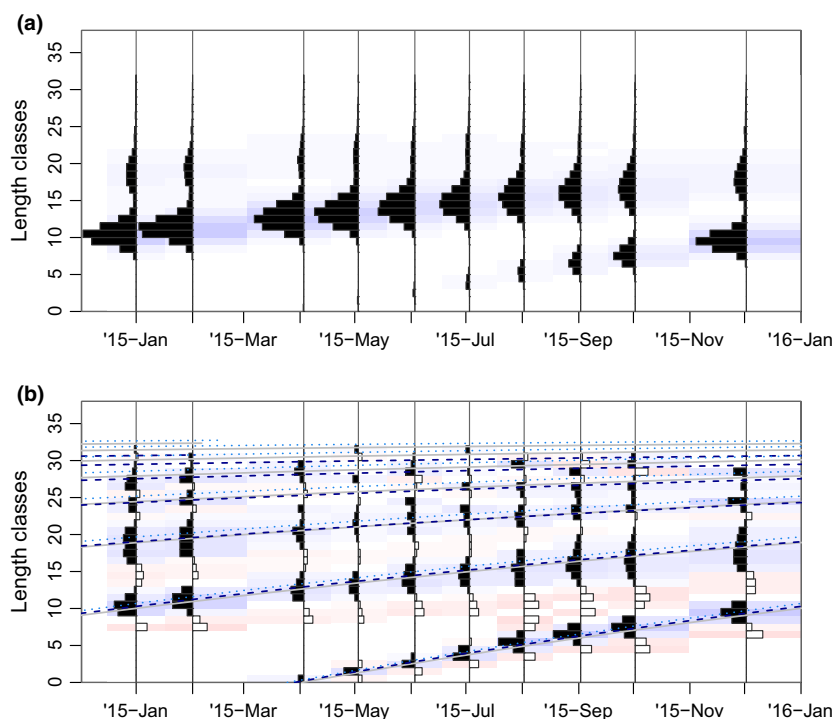 (a)
Length classes
0 5 10 15 20 25 30 35
'15–Jan '15–Mar '15–May '15–Jul '15–Sep '15–Nov '16–Jan
(b)
Length classes
0 5 10 15 20 25 30 35
'15–Jan '15–Mar '15–May '15–Jul '15–Sep '15–Nov '16–Jan